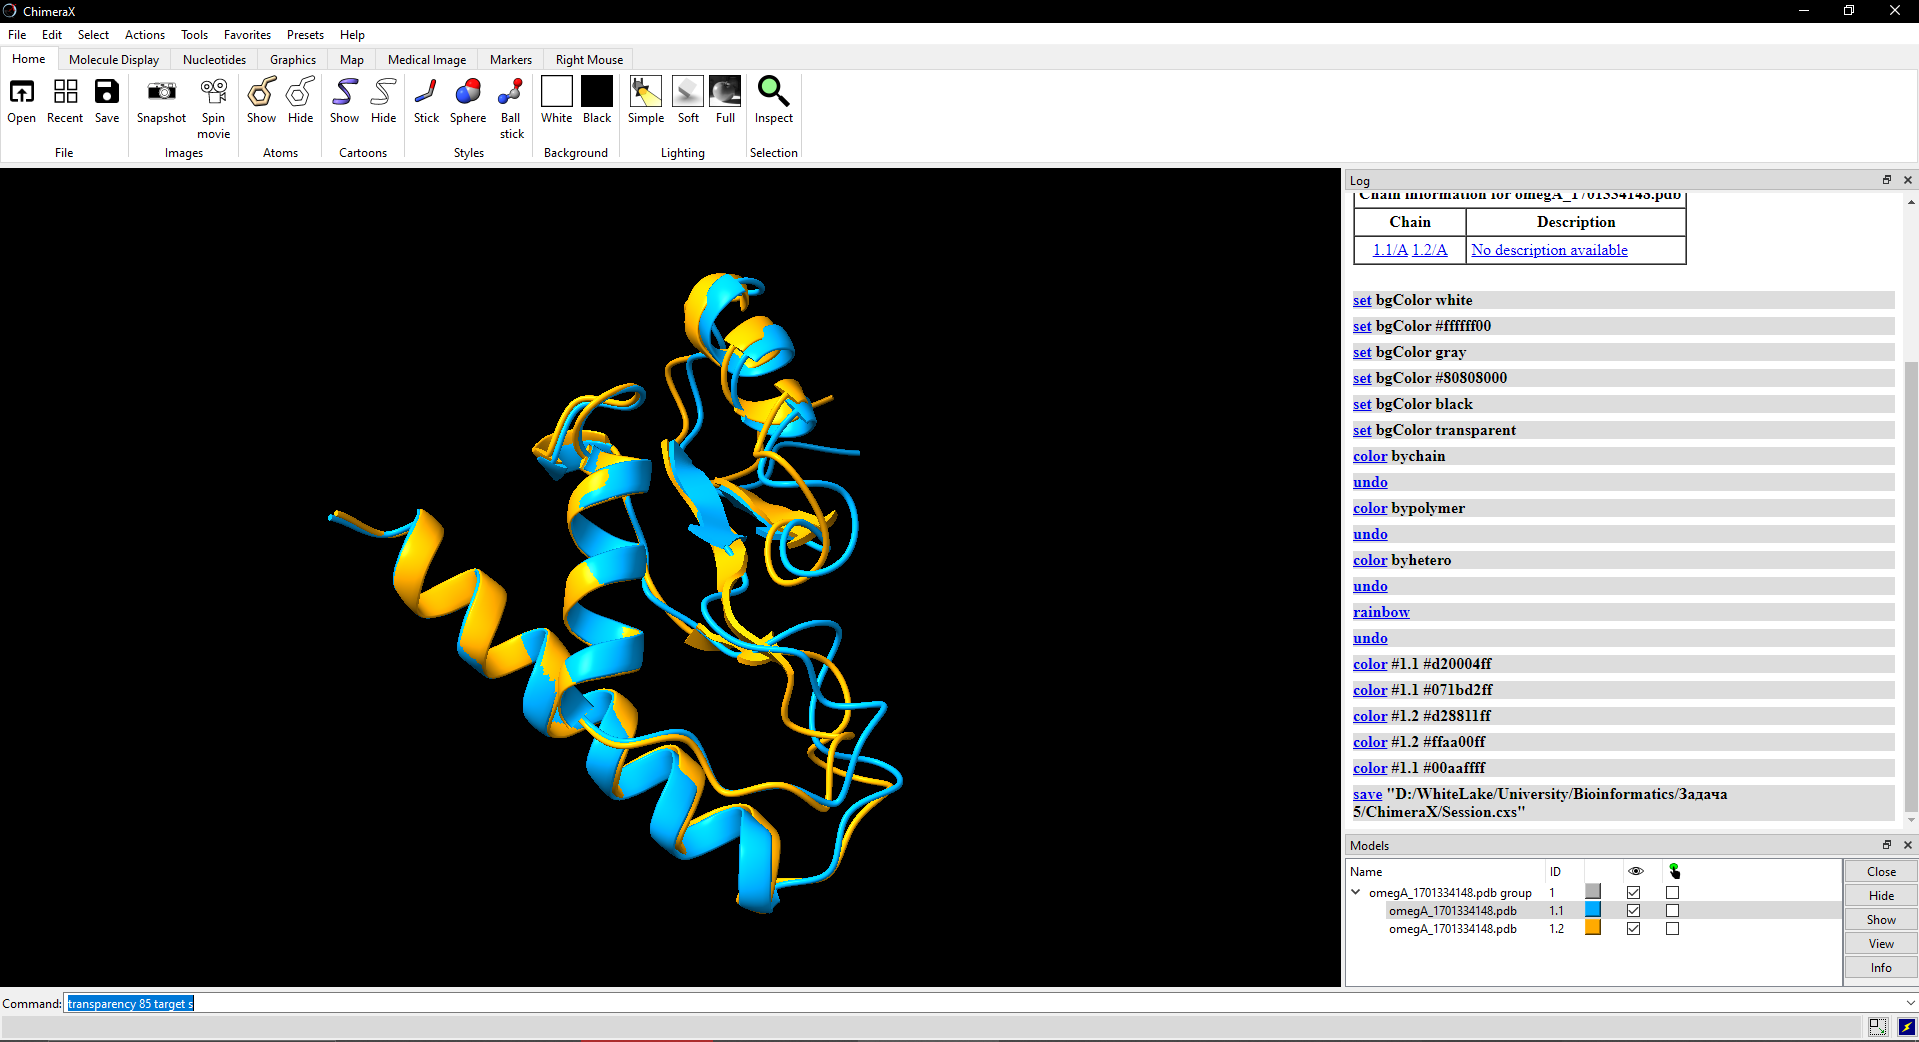 ChimeraX
File Edit Select Actions Tools Favorites Presets Help
Home Molecule Display Nucleotides Graphics Map Medical Image Markers Right Mouse
Open Recent Save Snapshot Spin movie Show Hide Show Hide Stick Sphere Ball stick White Black Simple Soft Full Inspect
File Images Atoms Cartoons Styles Background Lighting Selection
Log
Chain information for omegA_1701334148.pdb
Chain Description
1.1/A 1.2/A No description available
set bgColor white
set bgColor #ffffff00
set bgColor gray
set bgColor #80808000
set bgColor black
set bgColor transparent
color bychain
undo
color bypolymer
undo
color byhetero
undo
rainbow
undo
color #1.1 #d20004ff
color #1.1 #071bd2ff
color #1.2 #d28811ff
color #1.2 #ffaa00ff
color #1.1 #00aaffff
save "D:/WhiteLake/University/Bioinformatics/Задача
5/ChimeraX/Session.cxs"
Models
Name ID
omegA_1701334148.pdb group 1
omegA_1701334148.pdb 1.1
omegA_1701334148.pdb 1.2
Close
Hide
Show
View
Info
Command: transparency 85 target s